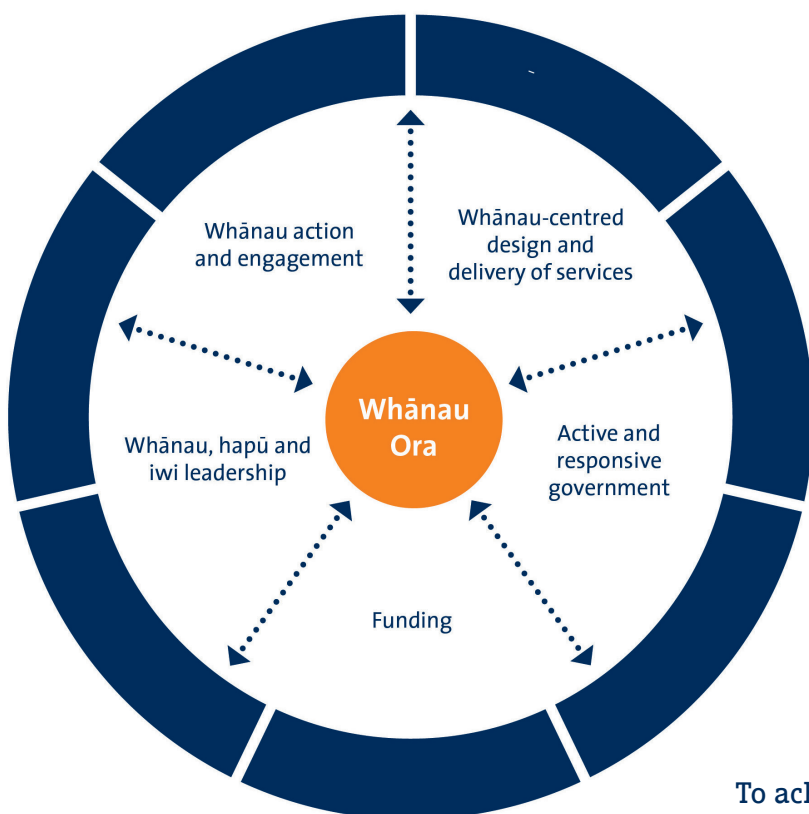 Whānau action
and engagement
Whānau-centred
design and
delivery of services
Whānau
Ora
Whānau, hapū and
iwi leadership
Active and
responsive
government
Funding
To